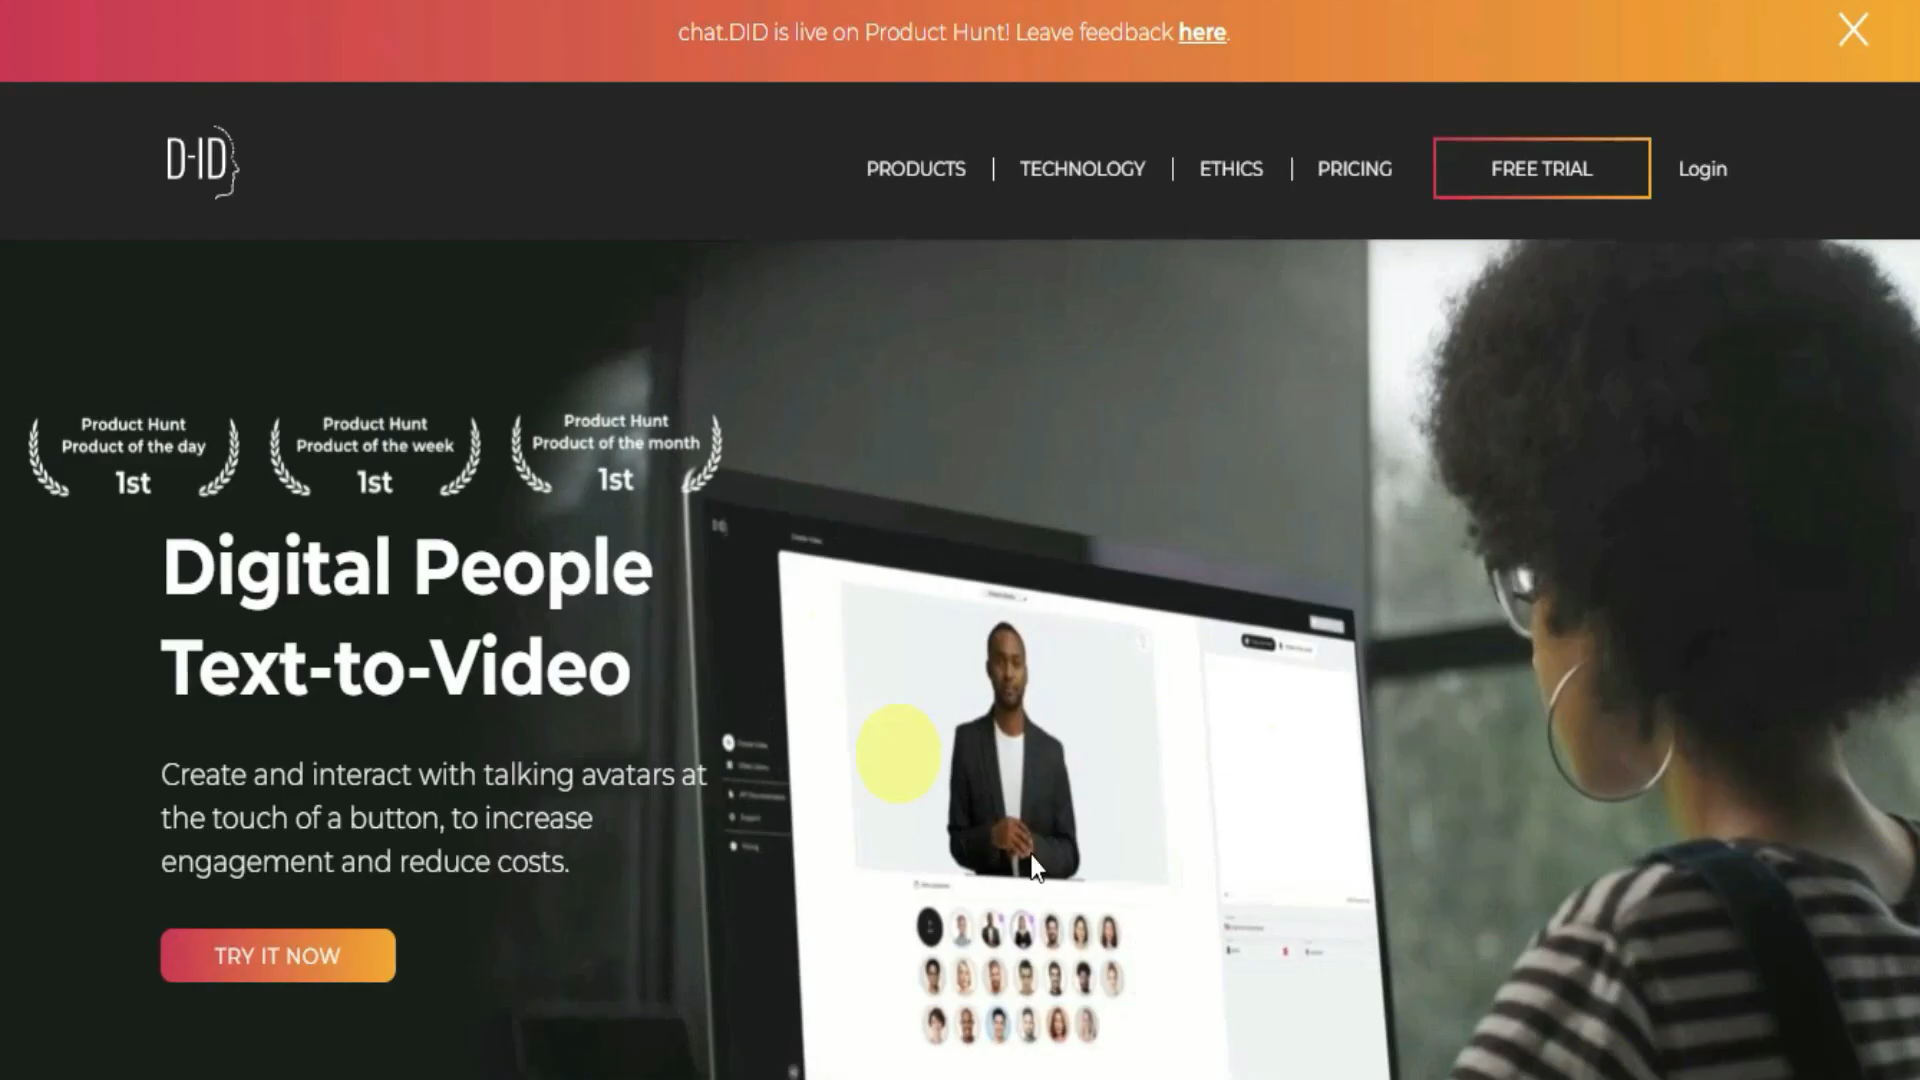 chat.DID is live on Product Hunt! Leave feedback here.
D-ID
PRODUCTS | TECHNOLOGY | ETHICS | PRICING
FREE TRIAL
Login
Product Hunt
Product of the day
1st
Product Hunt
Product of the week
1st
Product Hunt
Product of the month
1st
Digital People
Text-to-Video
Create and interact with talking avatars at
the touch of a button, to increase
engagement and reduce costs.
TRY IT NOW